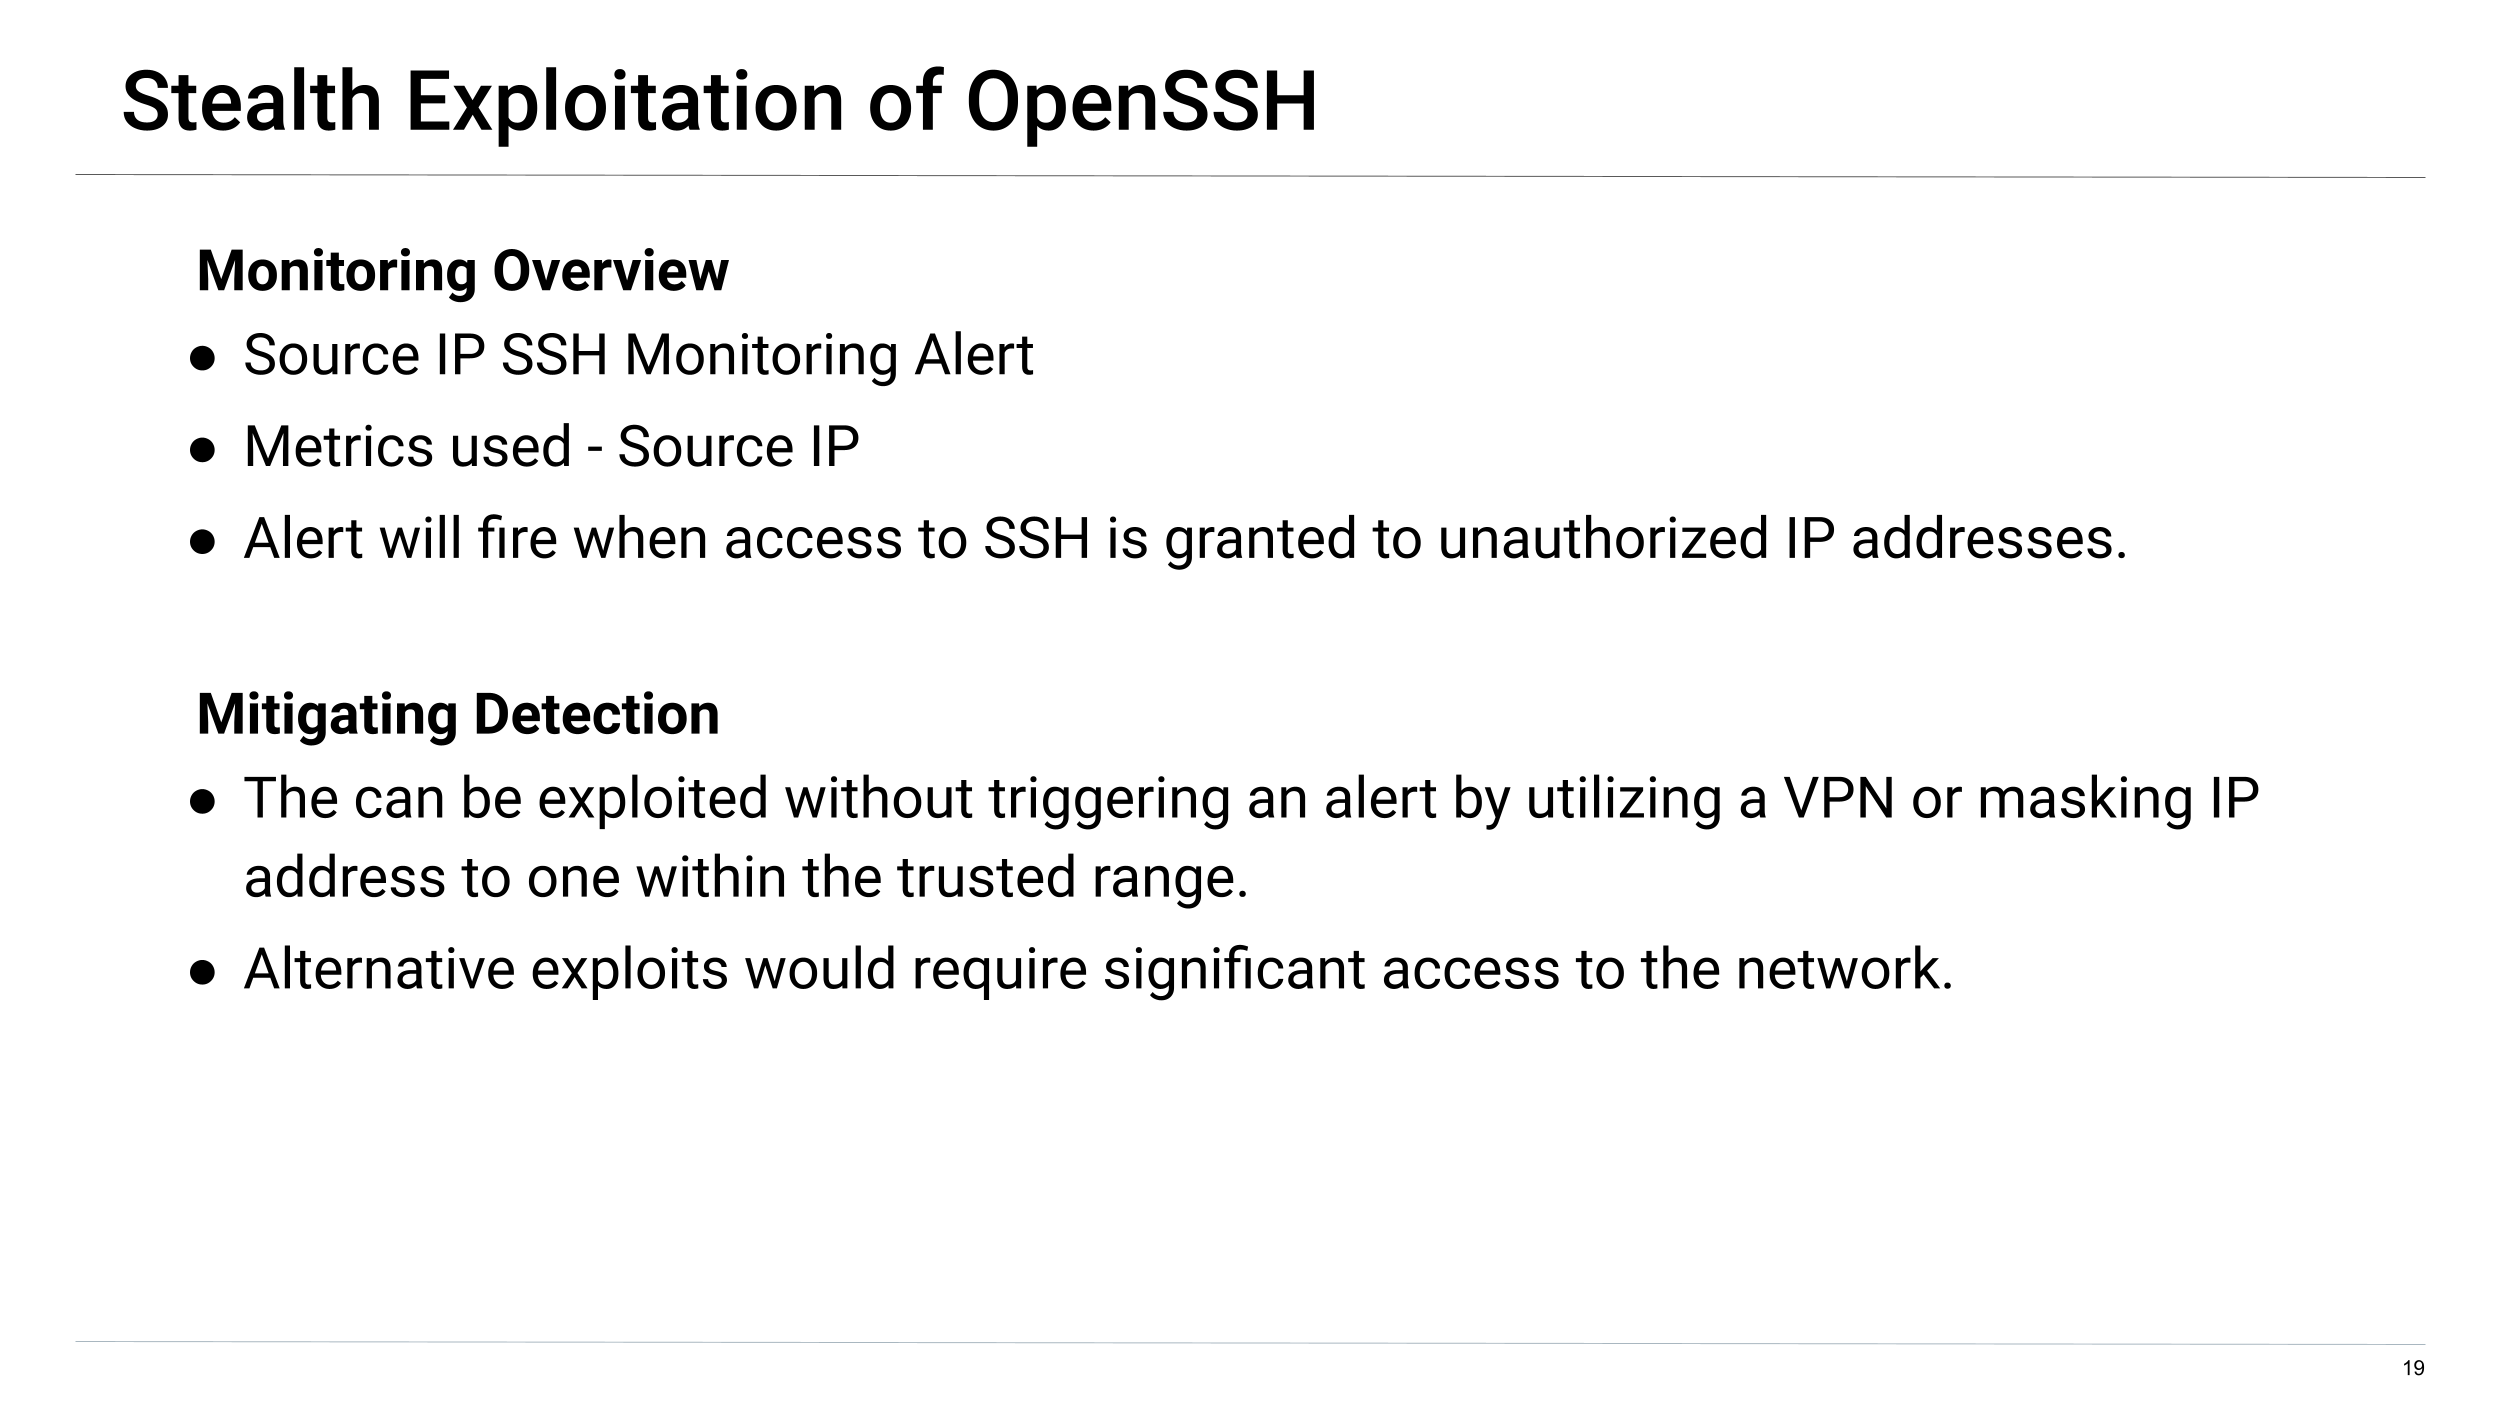 Stealth Exploitation of OpenSSH
Monitoring Overview
● Source IP SSH Monitoring Alert
● Metrics used - Source IP
● Alert will fire when access to SSH is granted to unauthorized IP addresses.
Mitigating Detection
● The can be exploited without triggering an alert by utilizing a VPN or masking IP
address to one within the trusted range.
● Alternative exploits would require significant access to the network.
19